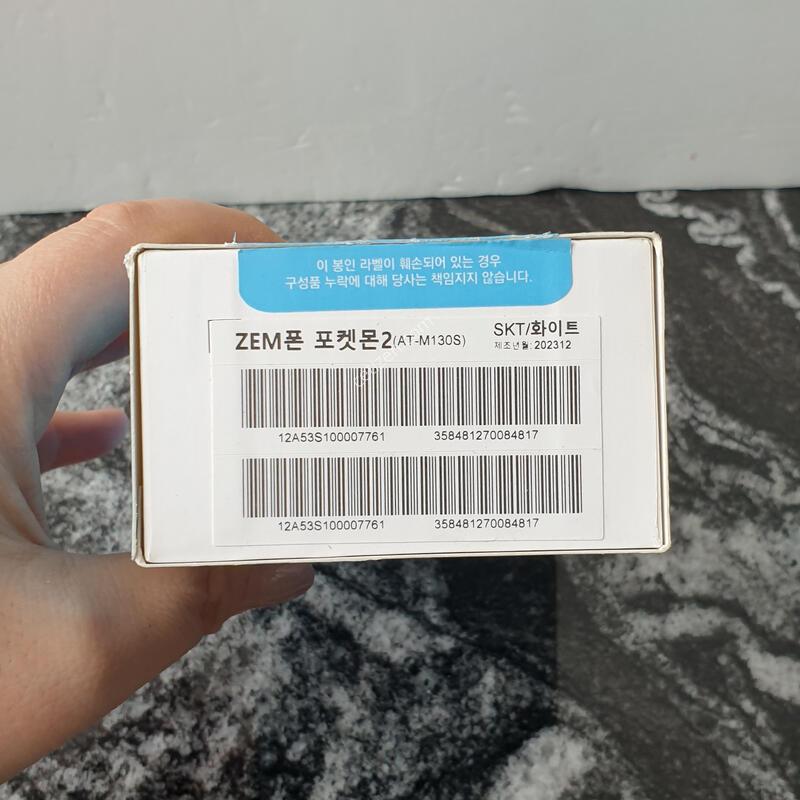 이 봉인 라벨이 훼손되어 있는 경우
구성품 누락에 대해 당사는 책임지지 않습니다.
ZEM폰 포켓몬2(AT-M130S) SKT/화이트
제조년월: 202312
12A53S100007761 358481270084817
12A53S100007761 358481270084817